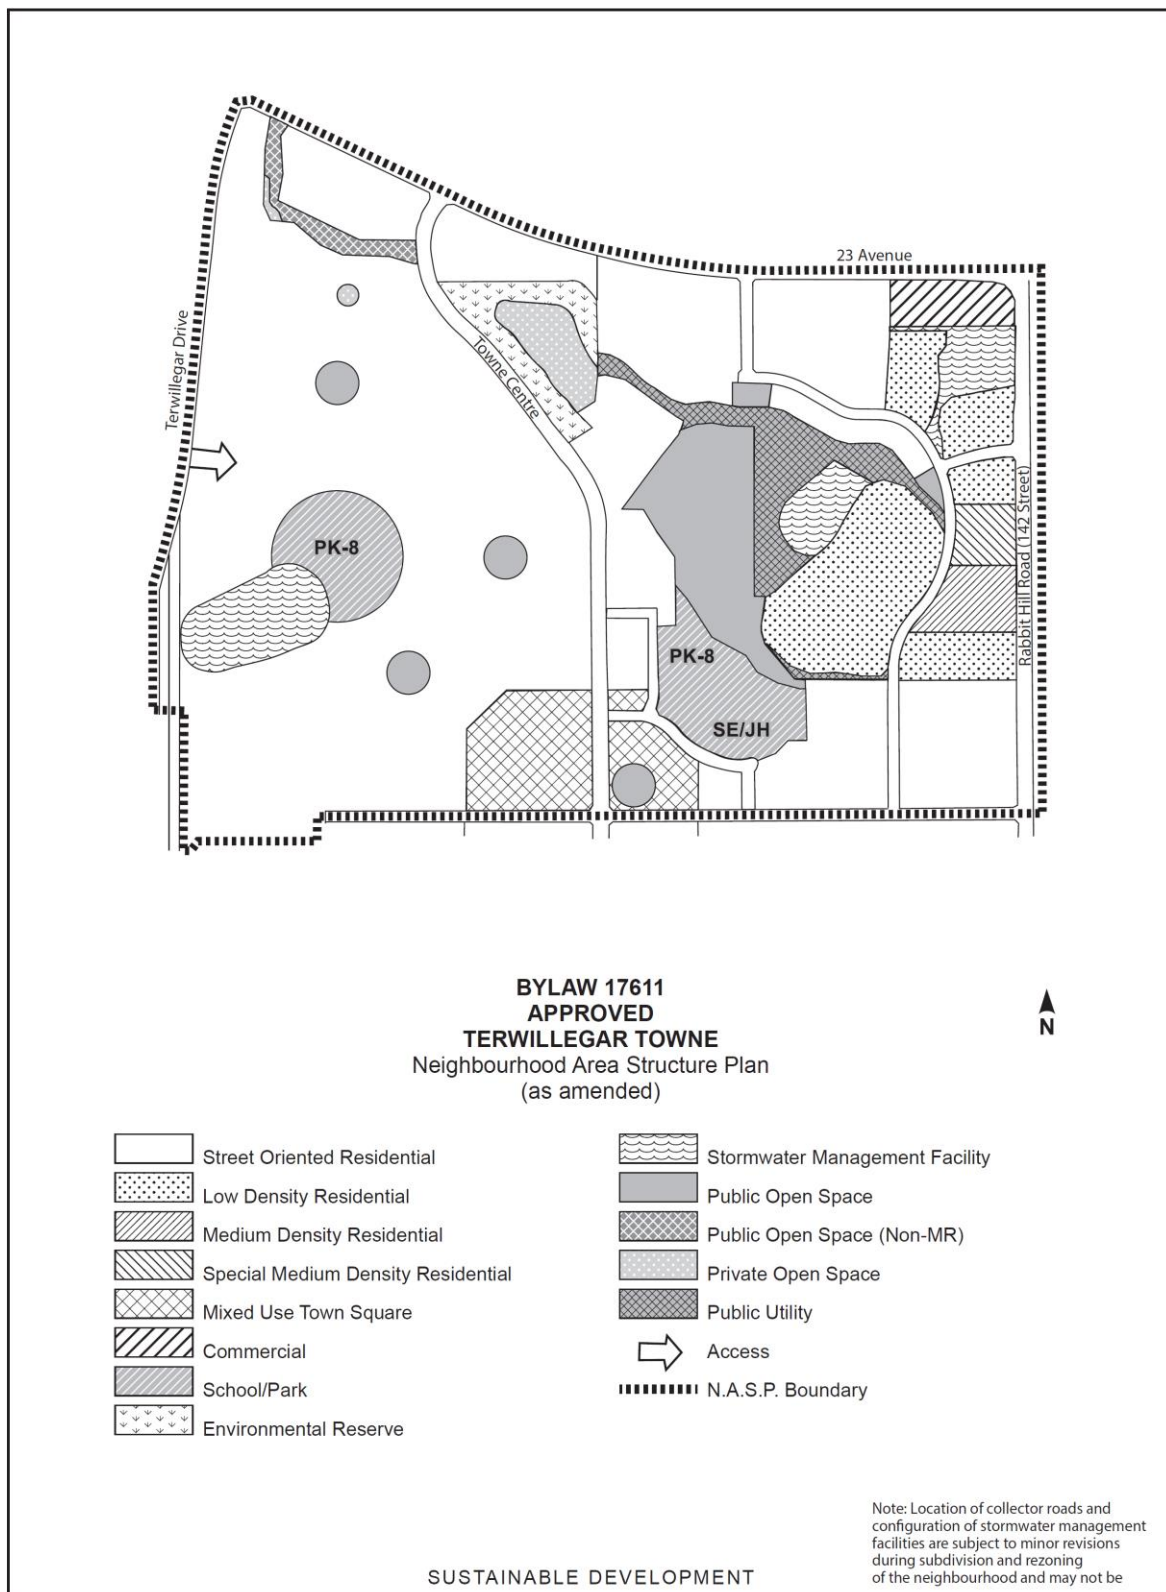 23 Avenue
Terwillegar Drive
Towne Centre
Rabbit Hill Road (142 Street)
PK-8
PK-8
SE/JH
BYLAW 17611
APPROVED
TERWILLEGAR TOWNE
Neighbourhood Area Structure Plan
(as amended)
N
Street Oriented Residential
Low Density Residential
Medium Density Residential
Special Medium Density Residential
Mixed Use Town Square
Commercial
School/Park
Environmental Reserve
Stormwater Management Facility
Public Open Space
Public Open Space (Non-MR)
Private Open Space
Public Utility
Access
N.A.S.P. Boundary
Note: Location of collector roads and
configuration of stormwater management
facilities are subject to minor revisions
during subdivision and rezoning
of the neighbourhood and may not be
SUSTAINABLE DEVELOPMENT